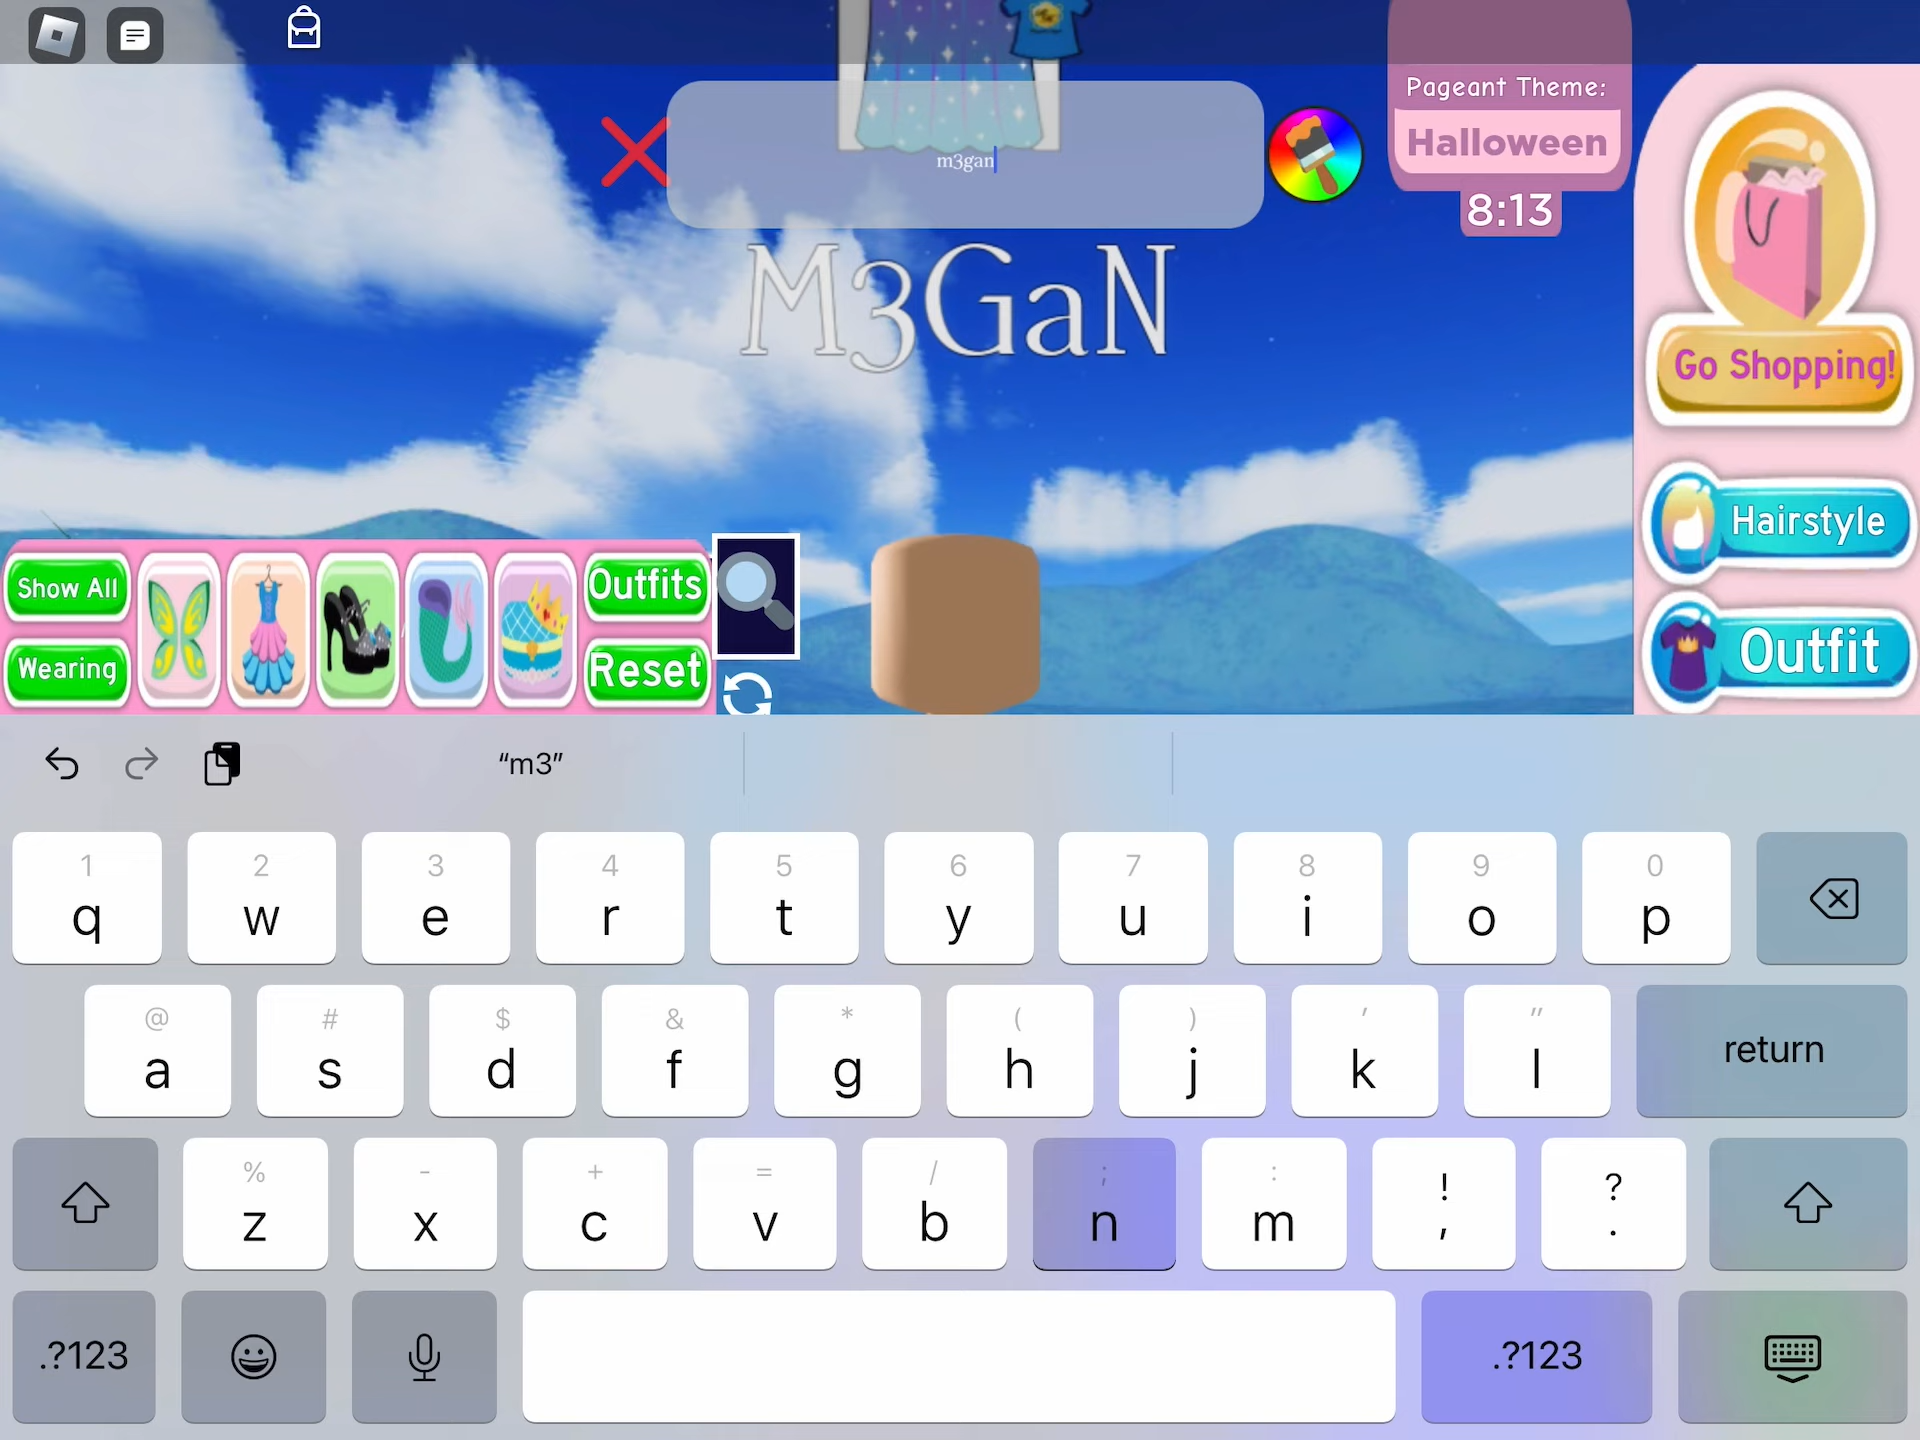 Pageant Theme:
Halloween
8:13
m3gan
M3GaN
Go Shopping!
Hairstyle
Outfit
Show All
Wearing
Outfits
Reset
“m3”
1 2 3 4 5 6 7 8 9 0
q w e r t y u i o p
@ # $ & * ( ) ' "
a s d f g h j k l return
% - + = / ; : ! ?
z x c v b n m , .
.?123 .?123